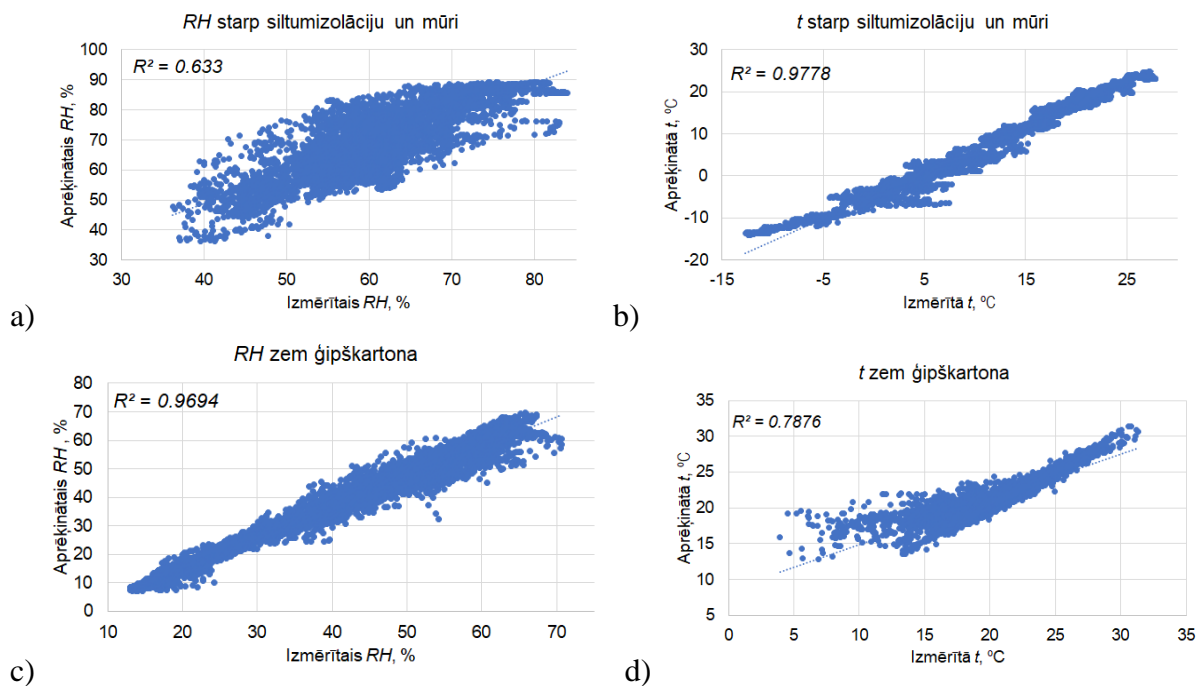 RH starp siltumizolāciju un mūri
R² = 0.633
100
90
80
70
60
50
40
30
Aprēķinātais RH, %
30 40 50 60 70 80
Izmērītais RH, %
a)
t starp siltumizolāciju un mūri
R² = 0.9778
30
20
10
0
-10
-20
Aprēķinātā t, ºC
-15 -5 5 15 25
Izmērītā t, ºC
b)
RH zem ģipškartona
R² = 0.9694
80
70
60
50
40
30
20
10
0
Aprēķinātais RH, %
10 20 30 40 50 60 70
Izmērītais RH, %
c)
t zem ģipškartona
R² = 0.7876
35
30
25
20
15
10
5
Aprēķinātā t, ºC
0 5 10 15 20 25 30 35
Izmērītā t, ºC
d)